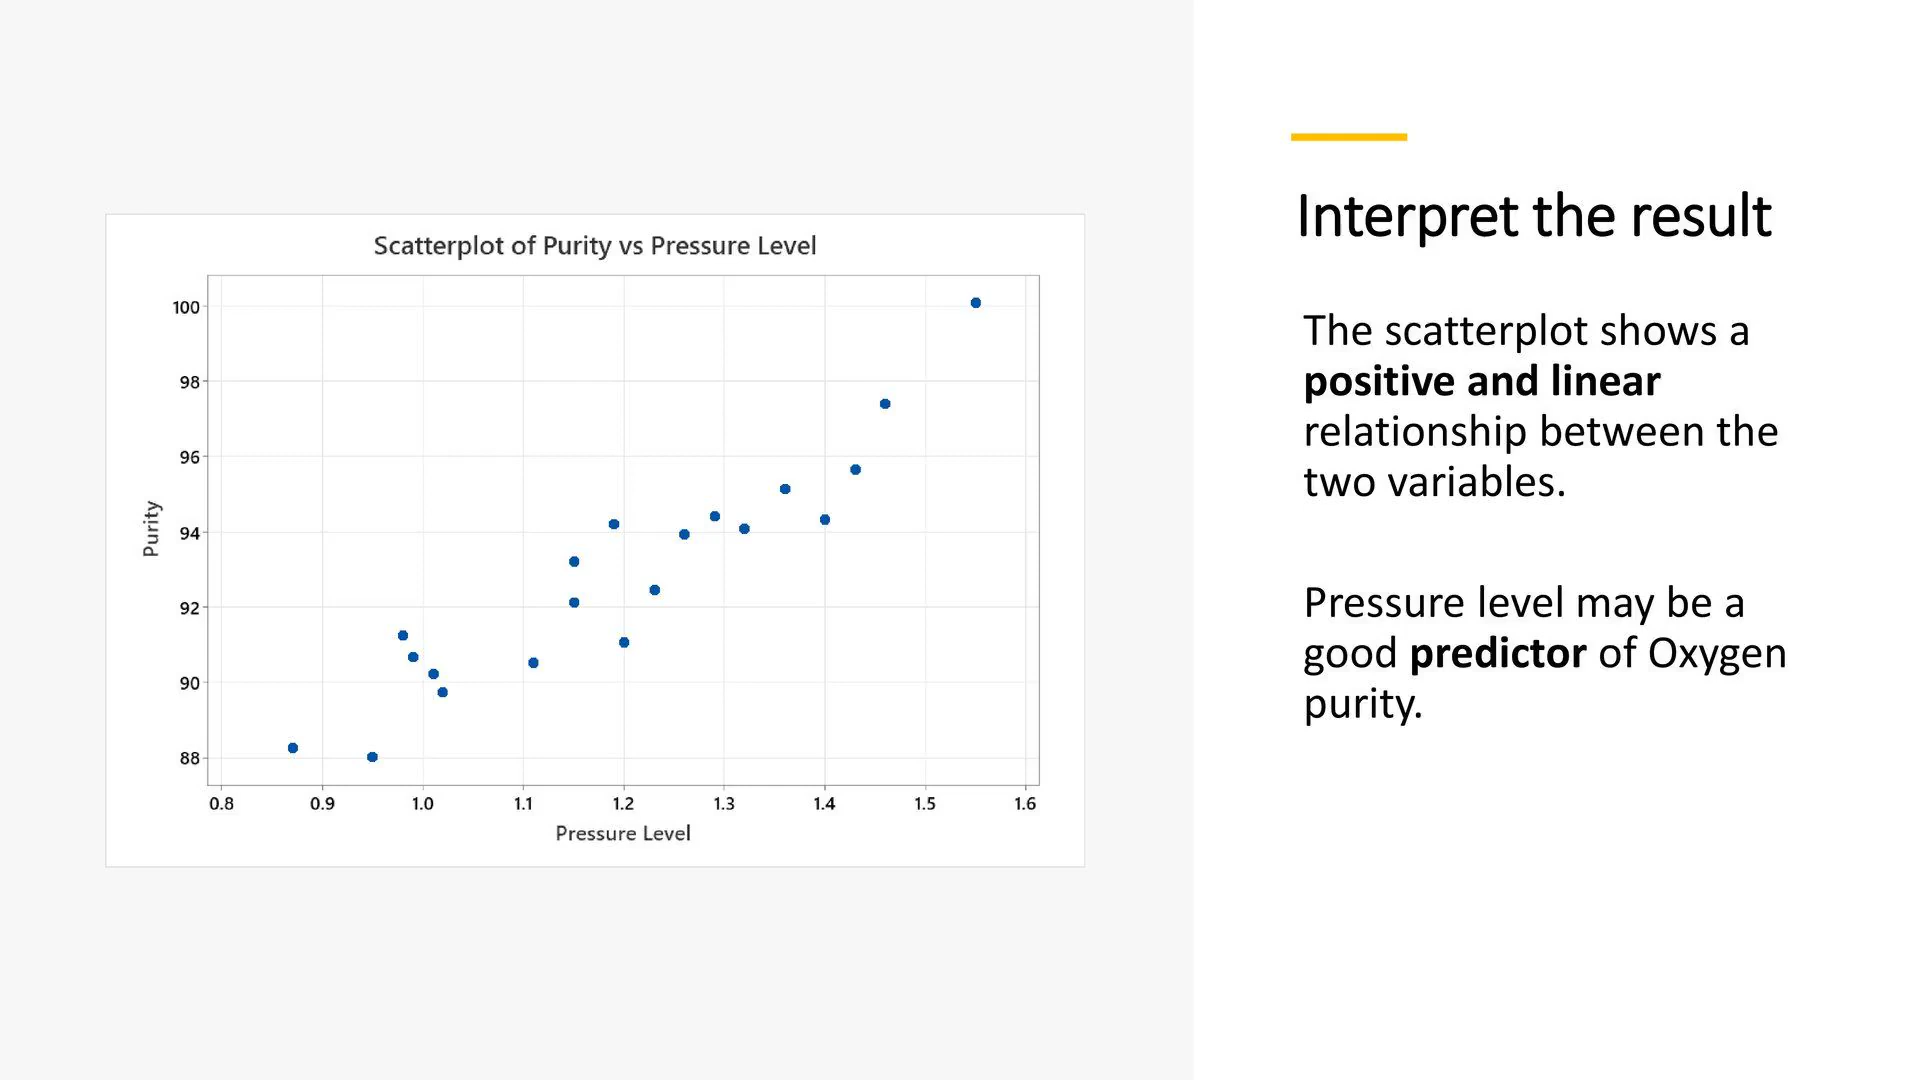 Scatterplot of Purity vs Pressure Level
100
98
96
94
92
90
88
Purity
0.8 0.9 1.0 1.1 1.2 1.3 1.4 1.5 1.6
Pressure Level
Interpret the result
The scatterplot shows a
positive and linear
relationship between the
two variables.
Pressure level may be a
good predictor of Oxygen
purity.